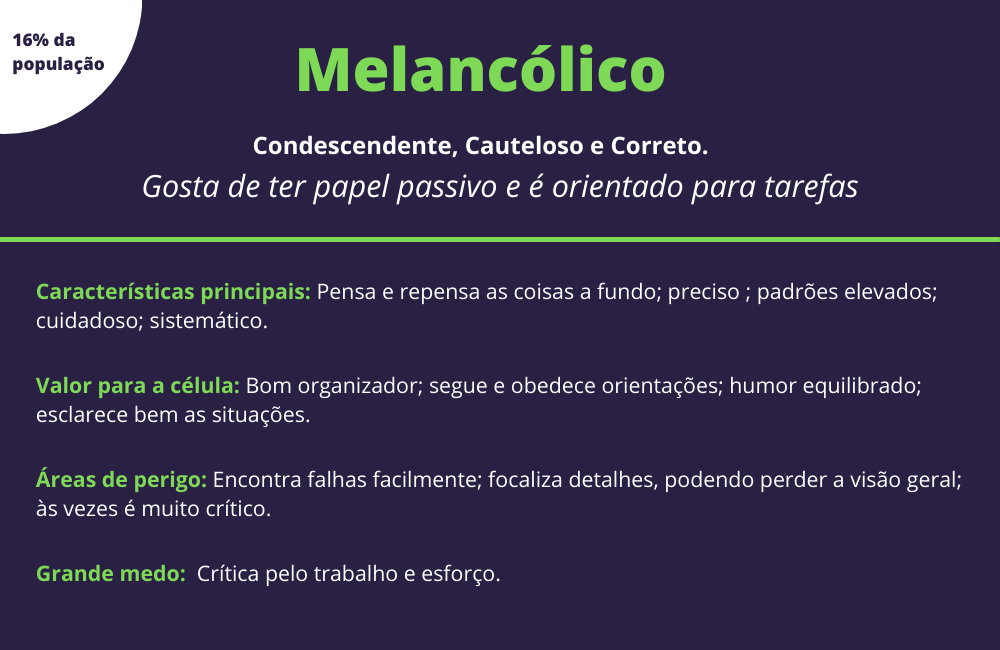 16% da
população
Melancólico
Condescendente, Cauteloso e Correto.
Gosta de ter papel passivo e é orientado para tarefas
Características principais: Pensa e repensa as coisas a fundo; preciso ; padrões elevados;
cuidadoso; sistemático.
Valor para a célula: Bom organizador; segue e obedece orientações; humor equilibrado;
esclarece bem as situações.
Áreas de perigo: Encontra falhas facilmente; focaliza detalhes, podendo perder a visão geral;
às vezes é muito crítico.
Grande medo:  Crítica pelo trabalho e esforço.